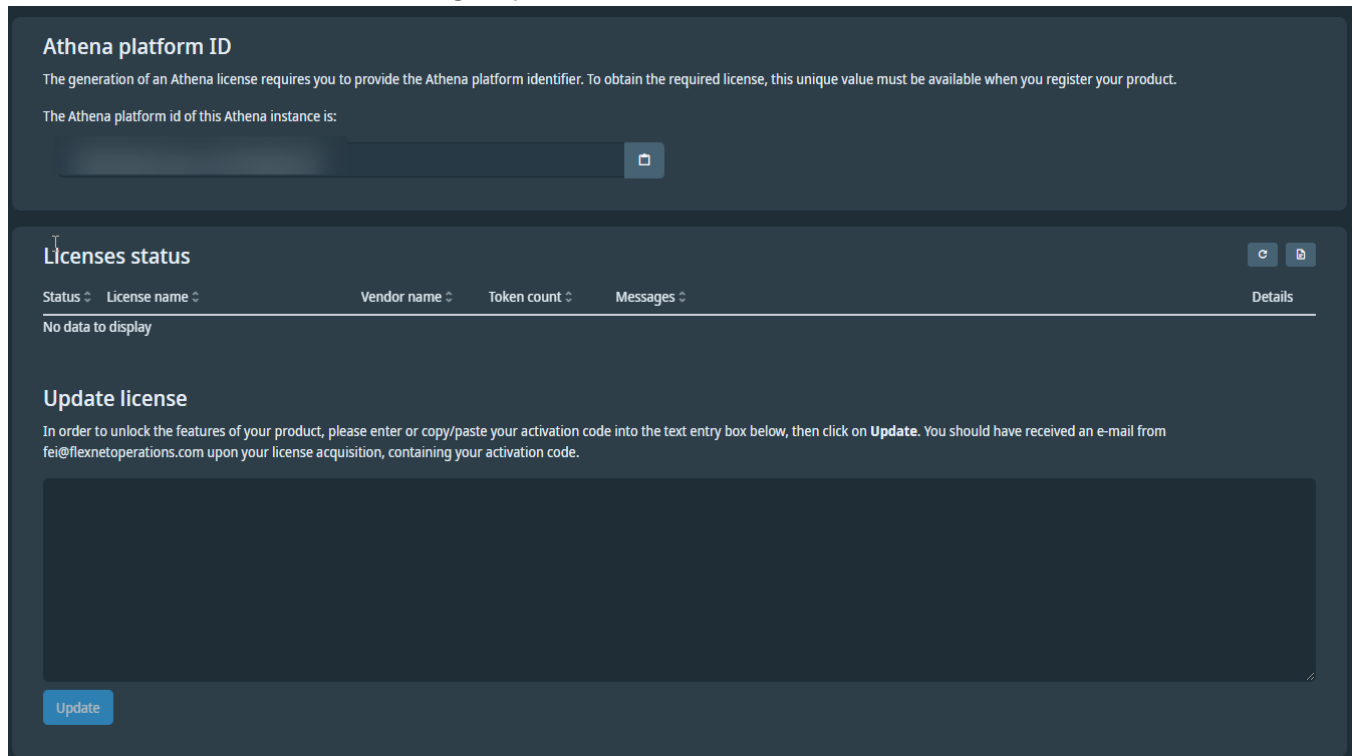 Athena platform ID
The generation of an Athena license requires you to provide the Athena platform identifier. To obtain the required license, this unique value must be available when you register your product.
The Athena platform id of this Athena instance is:
Licenses status
Status License name Vendor name Token count Messages Details
No data to display
Update license
In order to unlock the features of your product, please enter or copy/paste your activation code into the text entry box below, then click on Update. You should have received an e-mail from
fei@flexnetoperations.com upon your license acquisition, containing your activation code.
Update